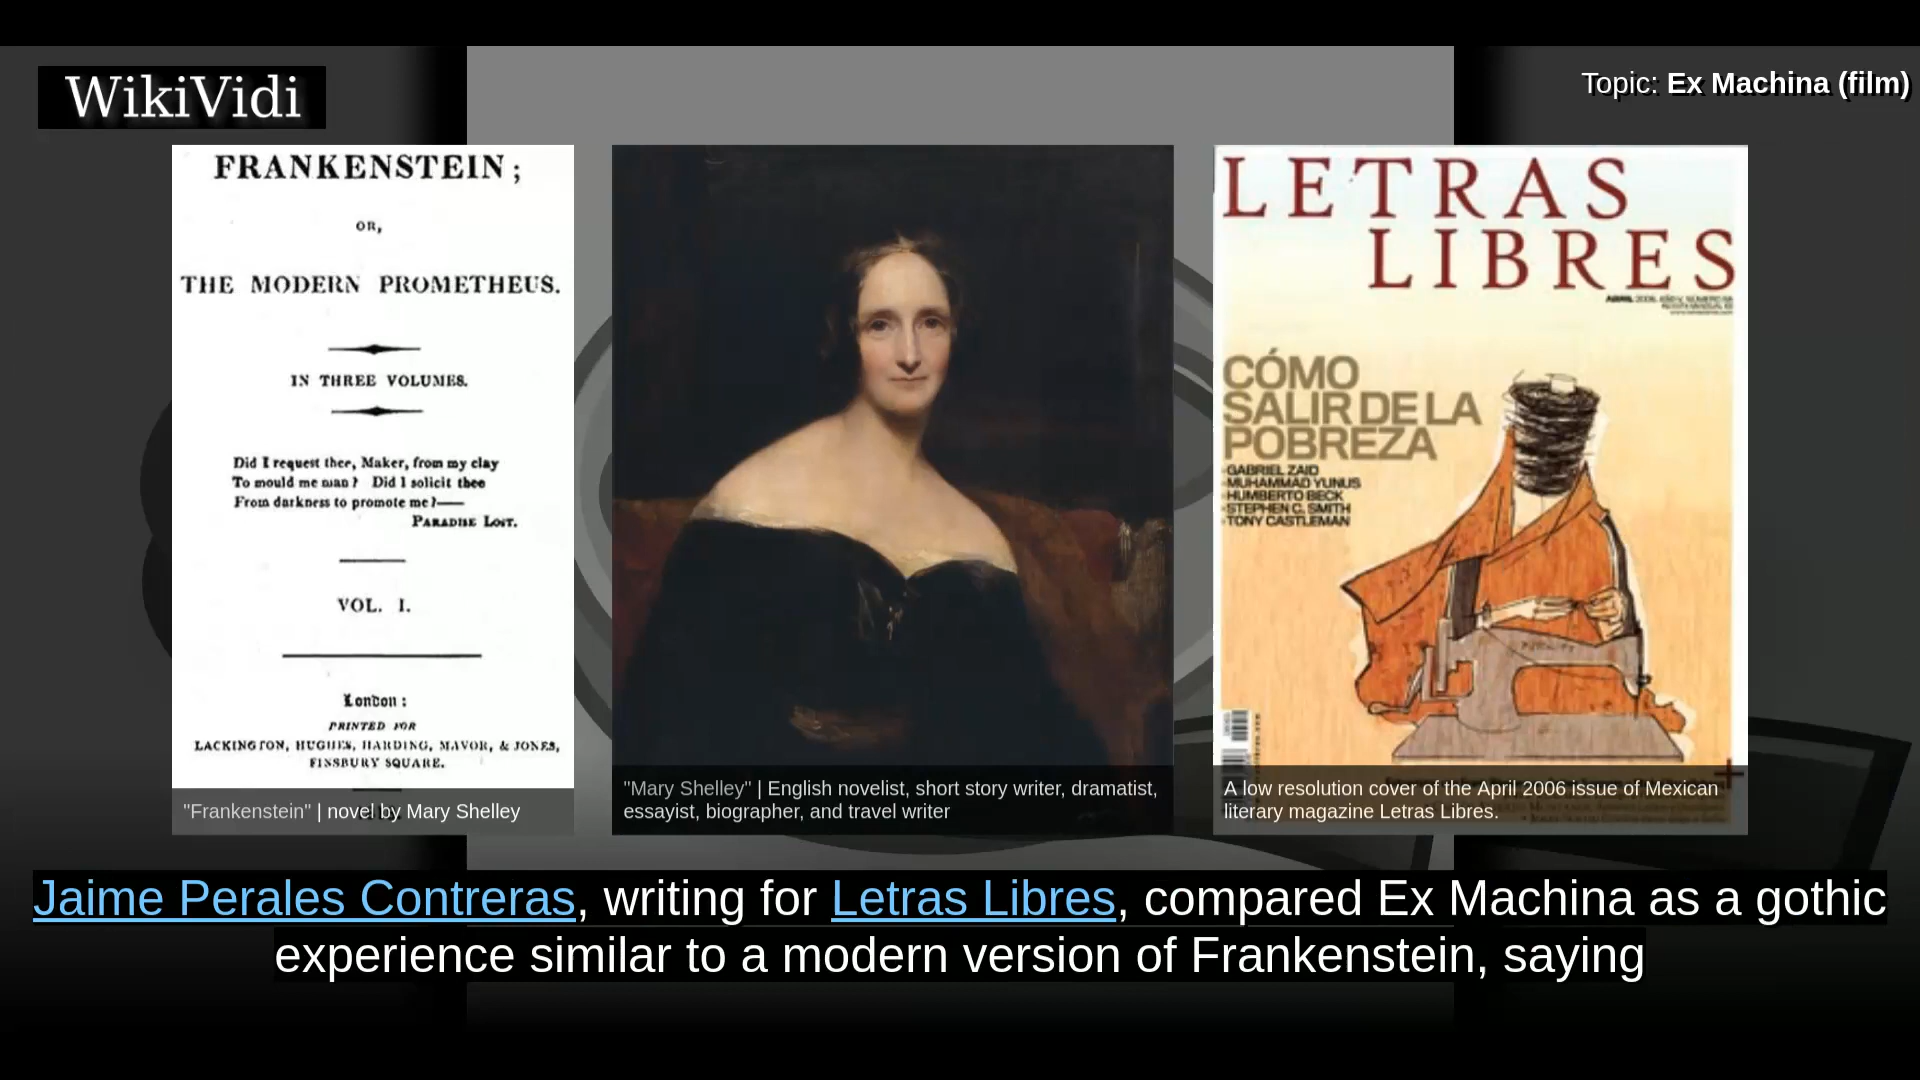 WikiVidi
Topic: Ex Machina (film)
FRANKENSTEIN;
OR,
THE MODERN PROMETHEUS.
IN THREE VOLUMES.
Did I request thee, Maker, from my clay
To mould me man? Did I solicit thee
From darkness to promote me?—
PARADISE LOST.
VOL. I.
London:
PRINTED FOR
LACKINGTON, HUGHES, HARDING, MAVOR, & JONES,
FINSBURY SQUARE.
"Frankenstein" | novel by Mary Shelley
"Mary Shelley" | English novelist, short story writer, dramatist,
essayist, biographer, and travel writer
LETRAS
LIBRES
CÓMO
SALIR DE LA
POBREZA
GABRIEL ZAID
MUHAMMAD YUNUS
HUMBERTO BECK
STEPHEN C. SMITH
TONY CASTLEMAN
A low resolution cover of the April 2006 issue of Mexican
literary magazine Letras Libres.
Jaime Perales Contreras, writing for Letras Libres, compared Ex Machina as a gothic
experience similar to a modern version of Frankenstein, saying